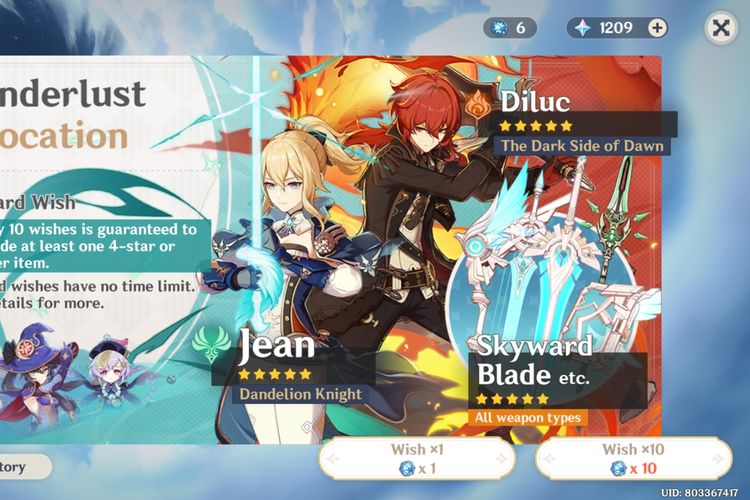 6
1209
nderlust
ocation
ard Wish
y 10 wishes is guaranteed to
de at least one 4-star or
er item.
d wishes have no time limit.
etails for more.
Diluc
The Dark Side of Dawn
Jean
Dandelion Knight
Skyward
Blade etc.
All weapon types
tory
Wish ×1
x 1
Wish ×10
x 10
UID: 803367417